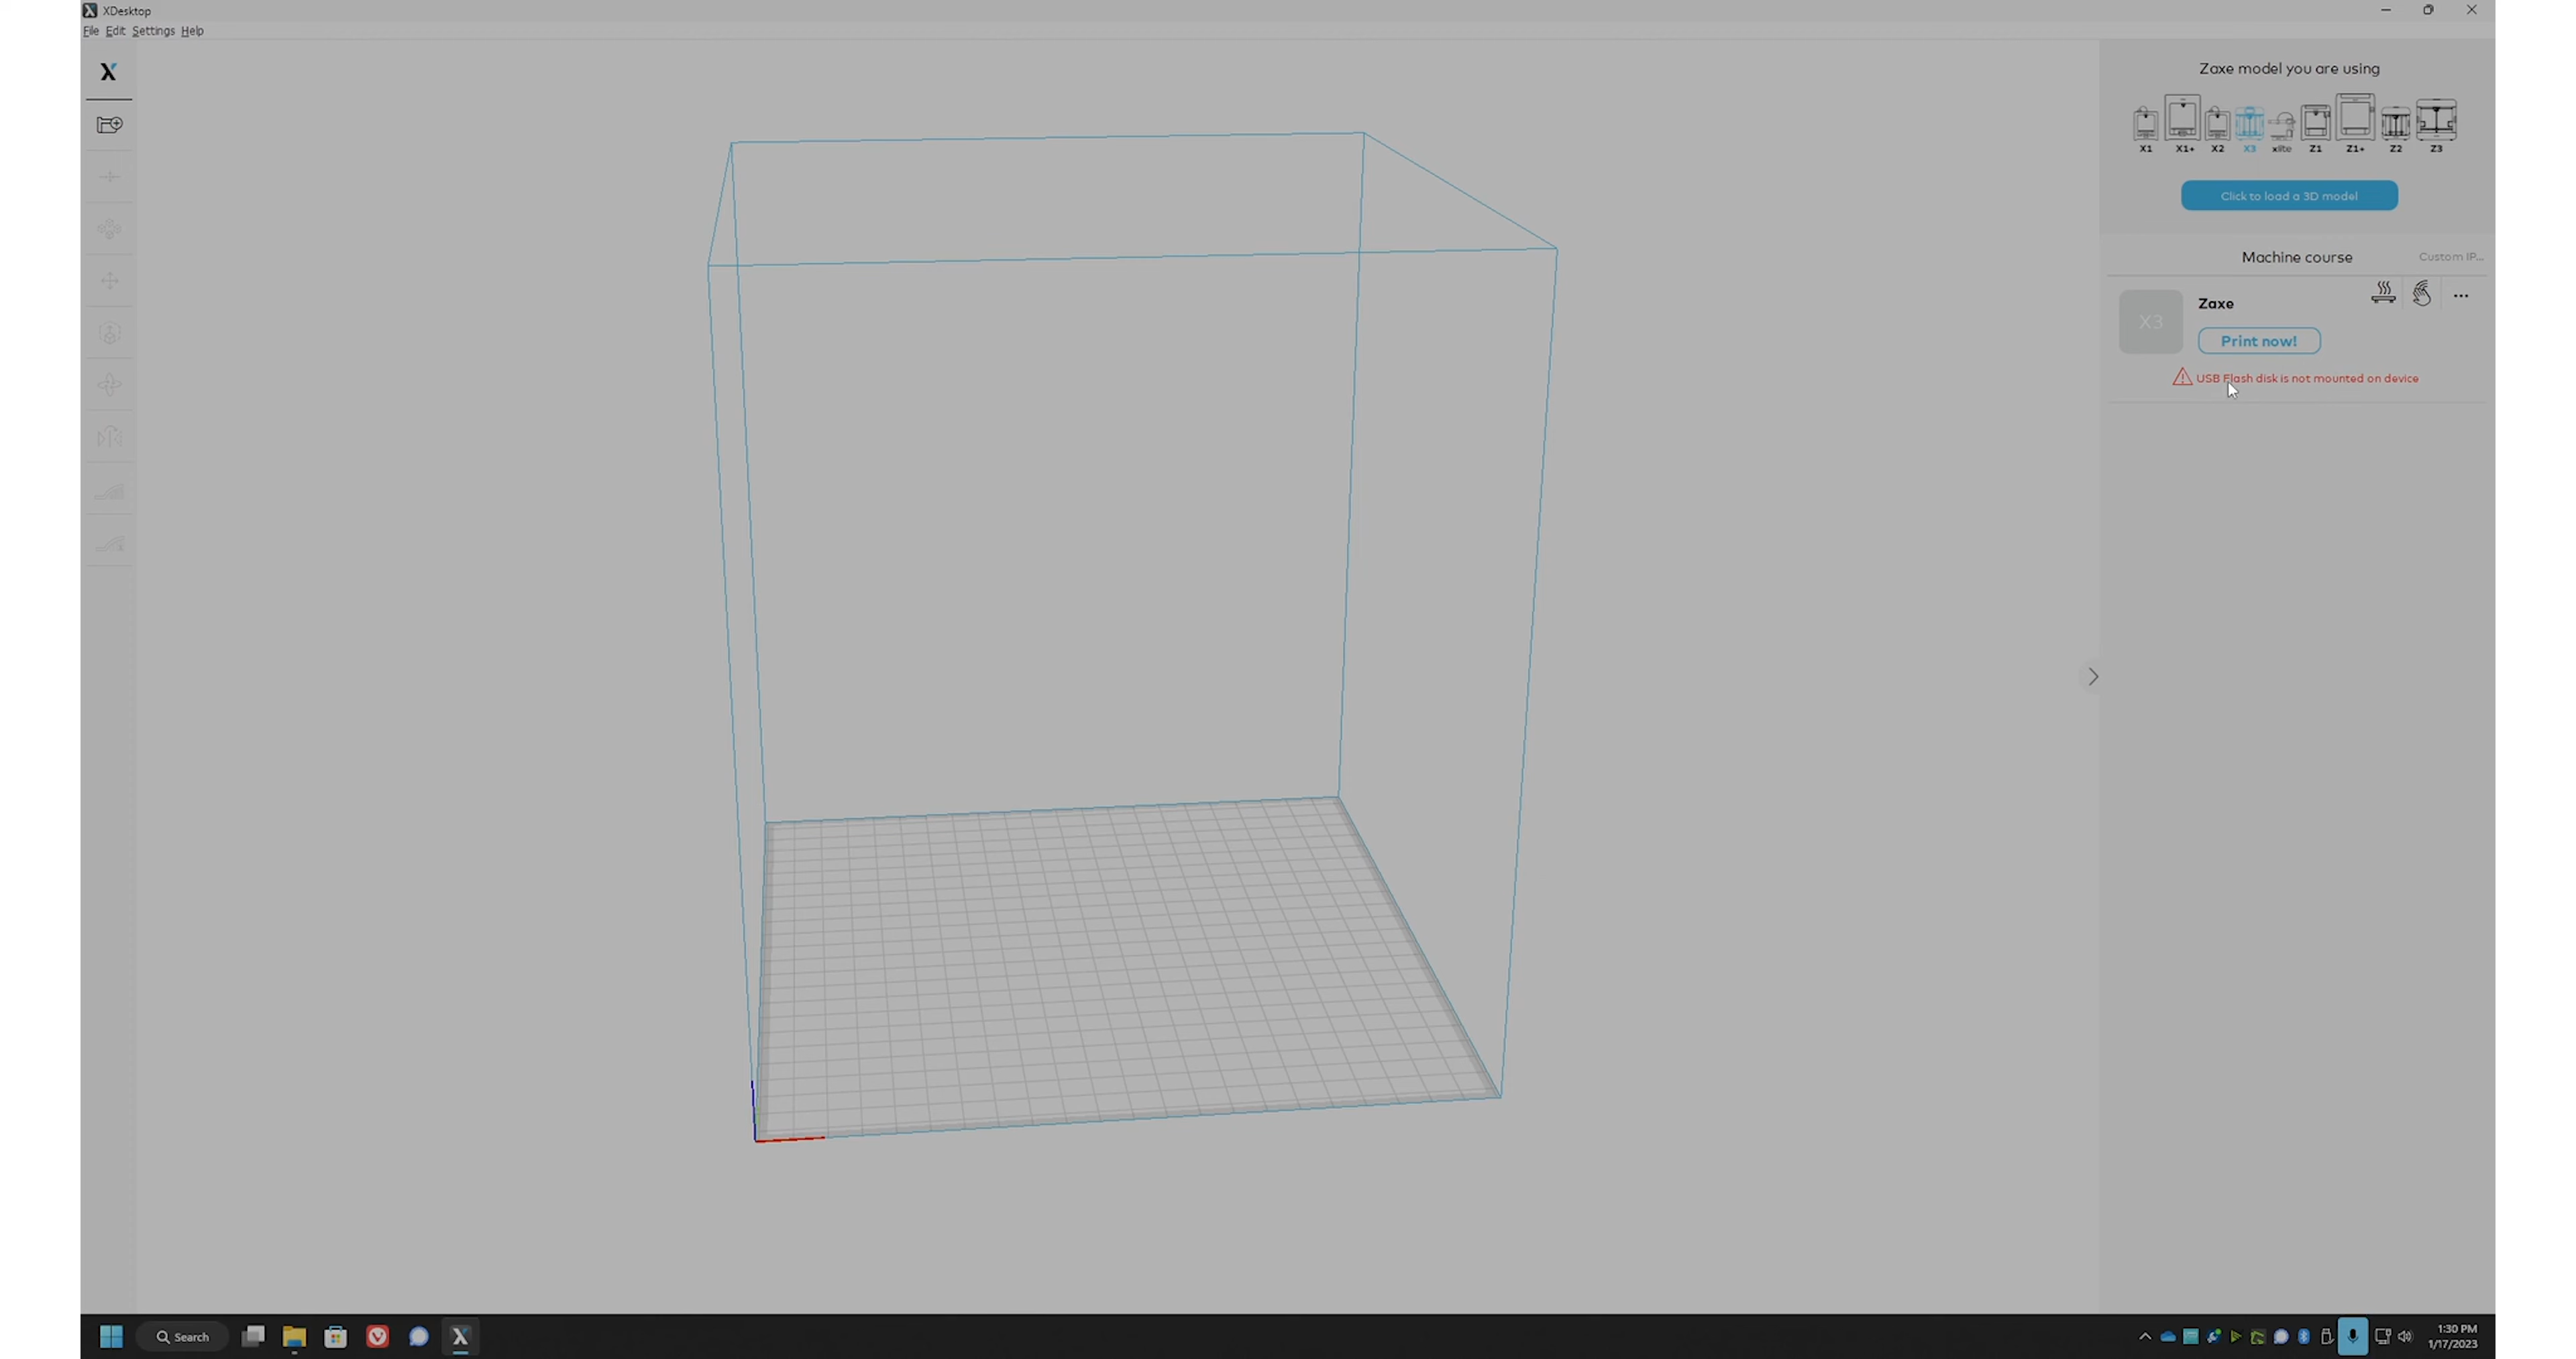 XDesktop
File Edit Settings Help
Zaxe model you are using
X1 X1+ X2 X3 xlite Z1 Z1+ Z2 Z3
Click to load a 3D model
Machine course Custom IP...
X3
Zaxe
Print now!
USB Flash disk is not mounted on device
Search
1:30 PM
1/17/2023